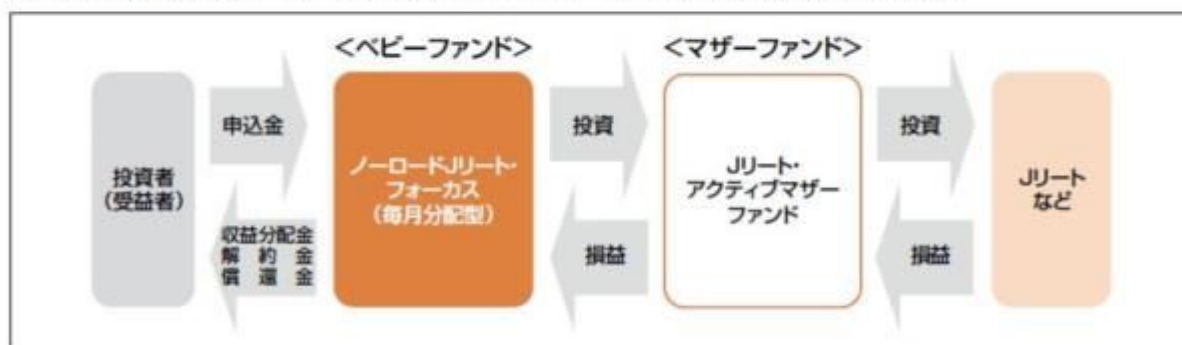 <ベビーファンド>
<マザーファンド>
投資者
(受益者)
申込金
収益分配金
解約金
償還金
ノーロードJリート・
フォーカス
(毎月分配型)
投資
損益
Jリート・
アクティブマザー
ファンド
投資
損益
Jリート
など